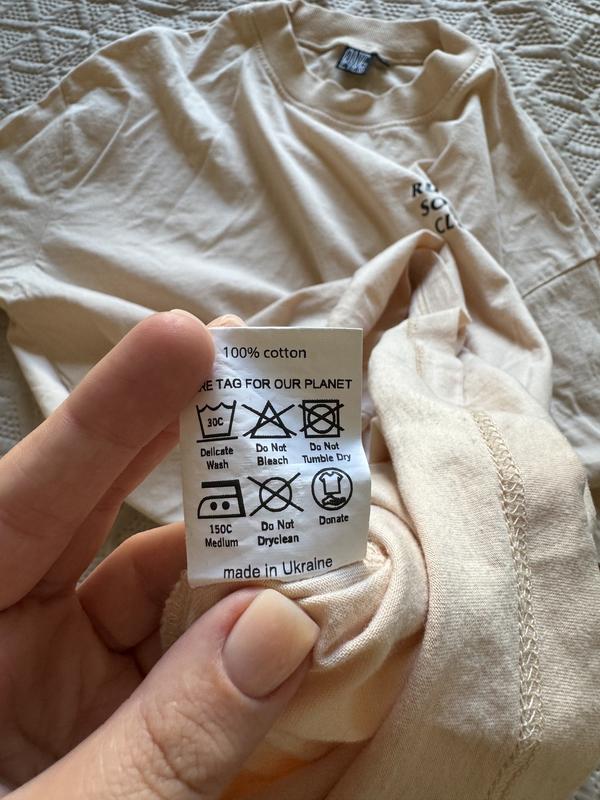 100% cotton
TAG FOR OUR PLANET
30C
Delicate Wash
Do Not Bleach
Do Not Tumble Dry
150C Medium
Do Not Dryclean
Donate
made in Ukraine